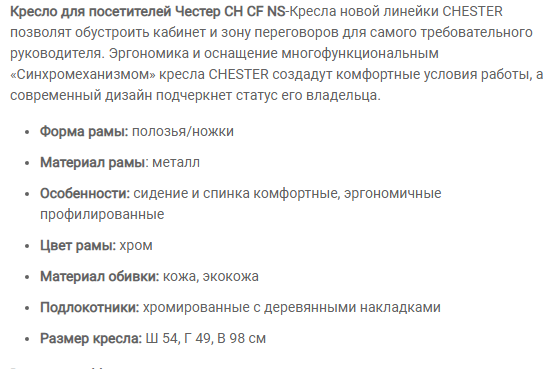 Кресло для посетителей Честер CH CF NS-Кресла новой линейки CHESTER
позволят обустроить кабинет и зону переговоров для самого требовательного
руководителя. Эргономика и оснащение многофункциональным
«Синхромеханизмом» кресла CHESTER создадут комфортные условия работы, а
современный дизайн подчеркнет статус его владельца.
• Форма рамы: полозья/ножки
• Материал рамы: металл
• Особенности: сидение и спинка комфортные, эргономичные
профилированные
• Цвет рамы: хром
• Материал обивки: кожа, экокожа
• Подлокотники: хромированные с деревянными накладками
• Размер кресла: Ш 54, Г 49, В 98 см